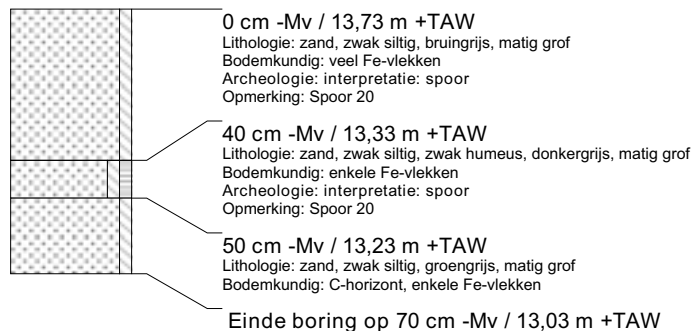 0 cm -Mv / 13,73 m +TAW
Lithologie: zand, zwak siltig, bruingrijs, matig grof
Bodemkundig: veel Fe-vlekken
Archeologie: interpretatie: spoor
Opmerking: Spoor 20
40 cm -Mv / 13,33 m +TAW
Lithologie: zand, zwak siltig, zwak humeus, donkergrijs, matig grof
Bodemkundig: enkele Fe-vlekken
Archeologie: interpretatie: spoor
Opmerking: Spoor 20
50 cm -Mv / 13,23 m +TAW
Lithologie: zand, zwak siltig, groengrijs, matig grof
Bodemkundig: C-horizont, enkele Fe-vlekken
Einde boring op 70 cm -Mv / 13,03 m +TAW